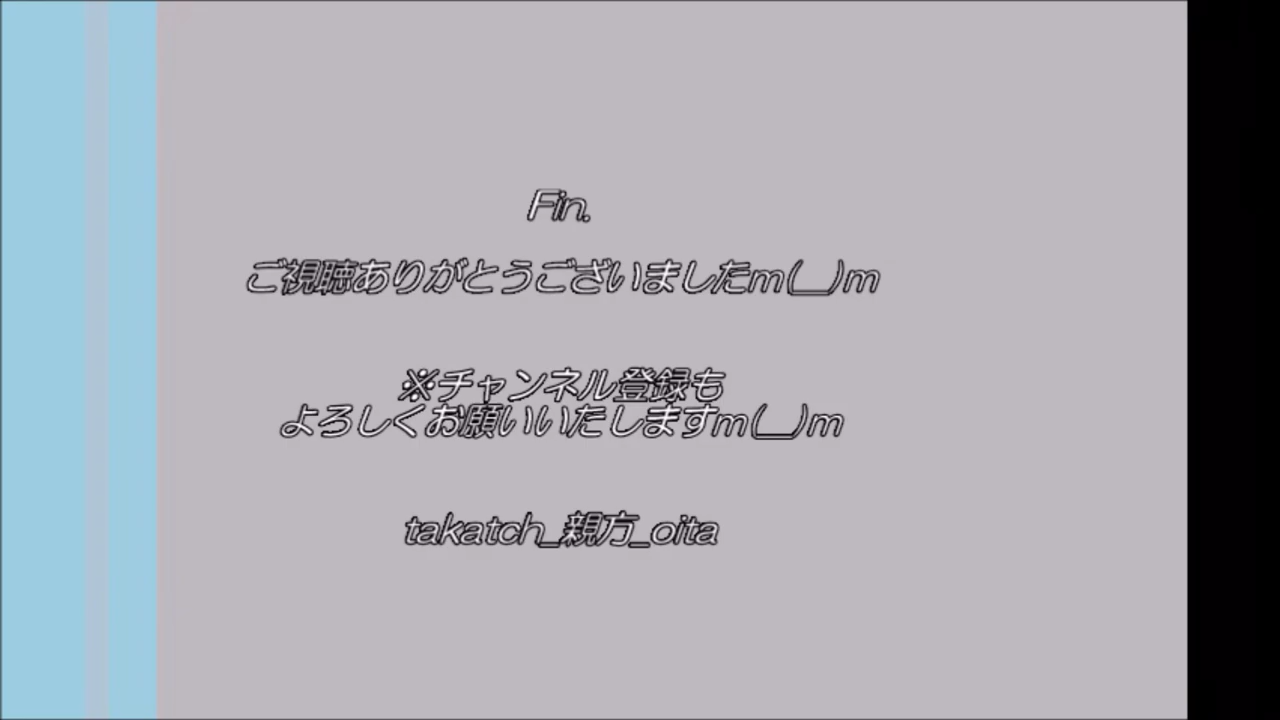 Fin.
ご視聴ありがとうございましたm(__)m
※チャンネル登録も
よろしくお願いいたしますm(__)m
takatch_親方_oita